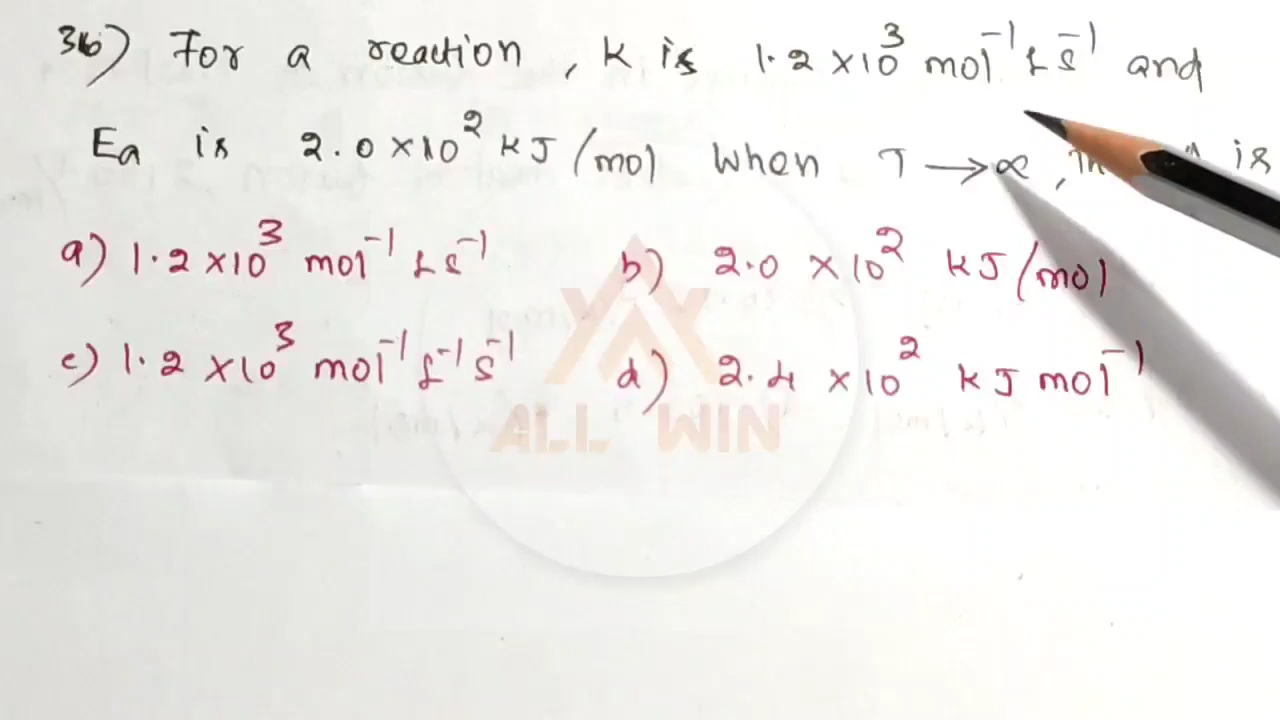 36) For a reaction, K is 1.2 ×10³ mol⁻¹ L s⁻¹ and
Ea is 2.0×10² KJ/mol when T → ∞, is
a) 1.2 ×10³ mol⁻¹ L s⁻¹ b) 2.0 ×10² KJ/mol
c) 1.2 ×10³ mol⁻¹ L⁻¹ s⁻¹ d) 2.4 ×10² KJ mol⁻¹
ALL WIN